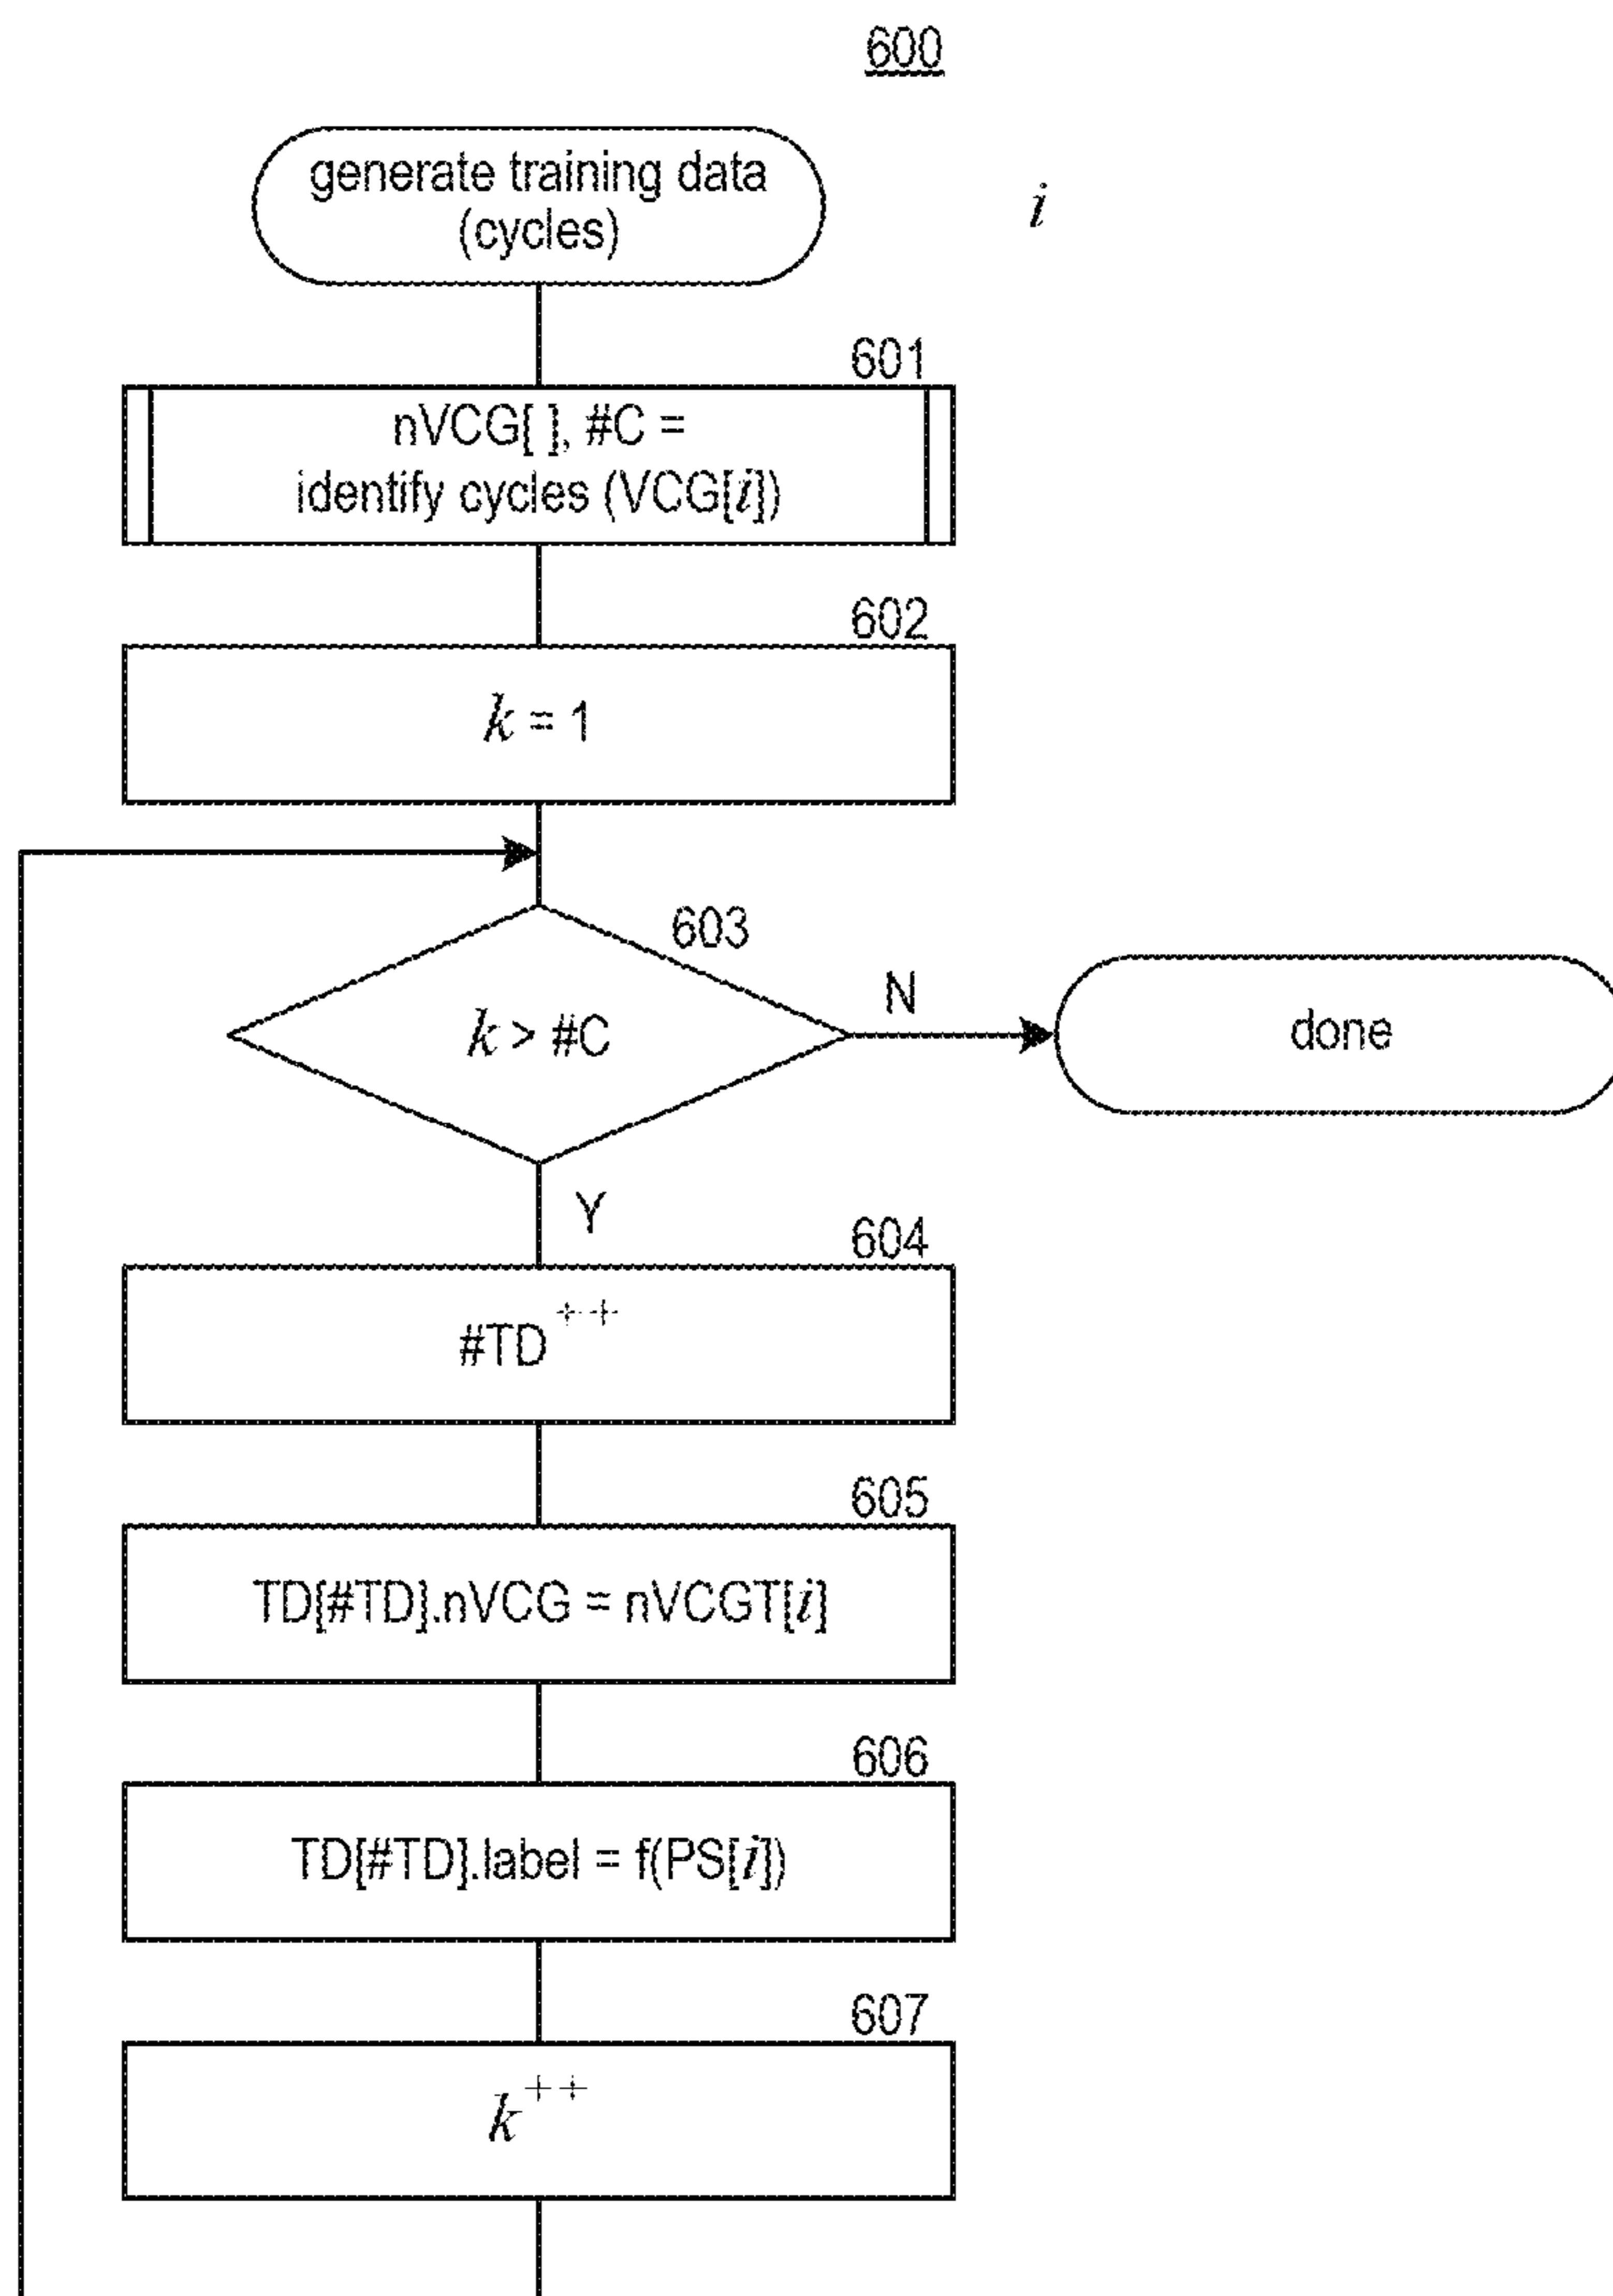 600
generate training data
(cycles)
i
601
nVCG[ ], #C =
identify cycles (VCG[i])
602
k = 1
603
k > #C
N
done
Y
604
#TD++
605
TD[#TD].nVCG = nVCGT[i]
606
TD[#TD].label = f(PS[i])
607
k++